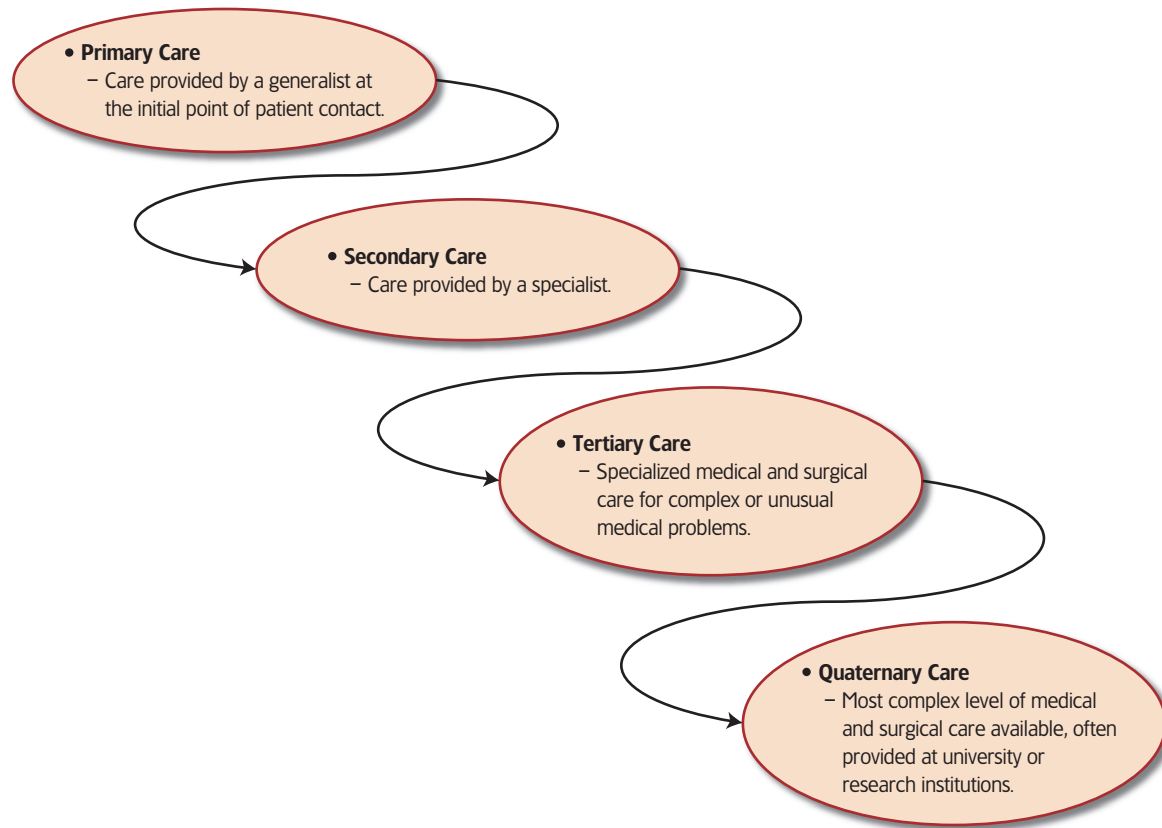 • Primary Care
– Care provided by a generalist at
the initial point of patient contact.
• Secondary Care
– Care provided by a specialist.
• Tertiary Care
– Specialized medical and surgical
care for complex or unusual
medical problems.
• Quaternary Care
– Most complex level of medical
and surgical care available, often
provided at university or
research institutions.